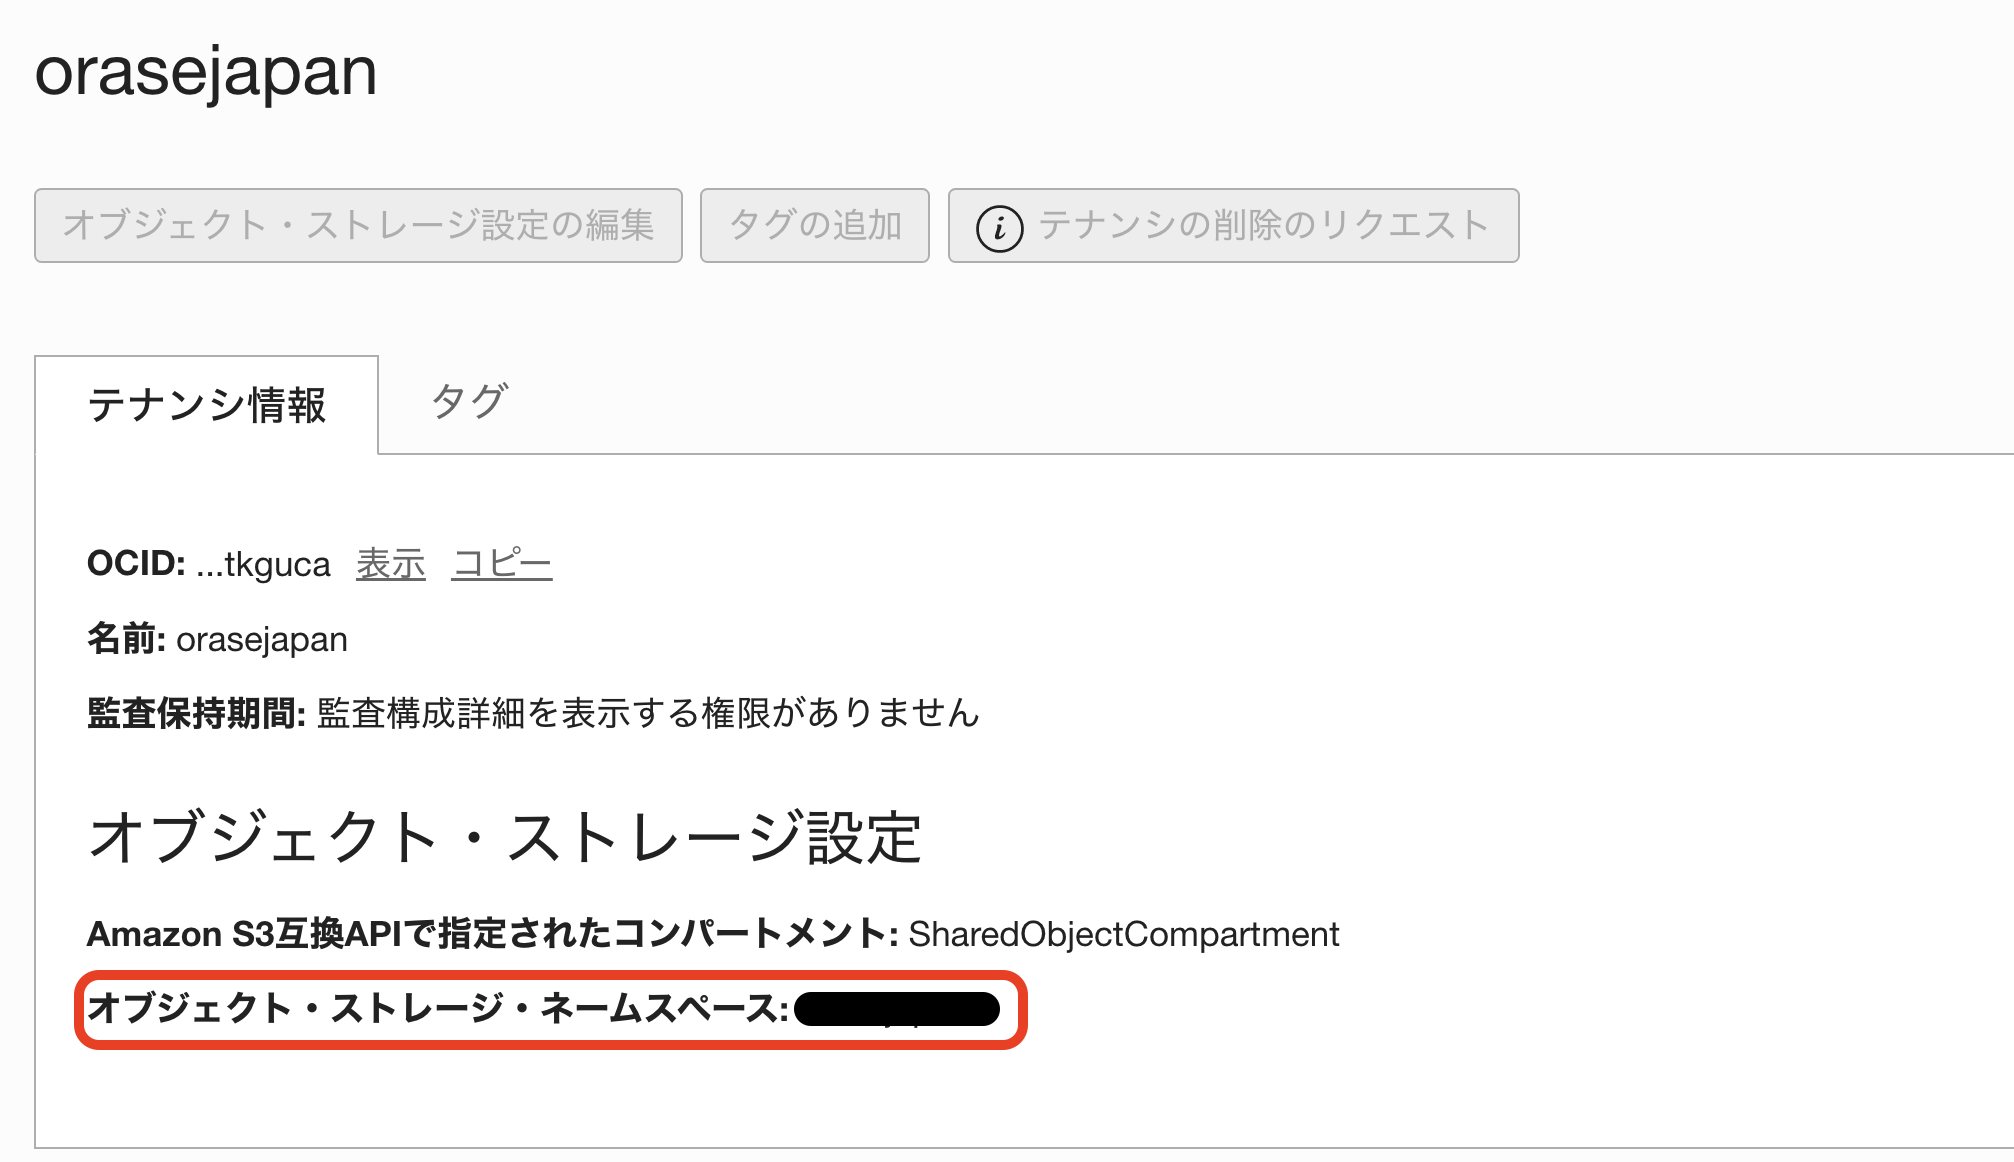 orasejapan
オブジェクト・ストレージ設定の編集 タグの追加 テナンシの削除のリクエスト
テナンシ情報 タグ
OCID: ...tkguca 表示 コピー
名前: orasejapan
監査保持期間: 監査構成詳細を表示する権限がありません
オブジェクト・ストレージ設定
Amazon S3互換APIで指定されたコンパートメント: SharedObjectCompartment
オブジェクト・ストレージ・ネームスペース: